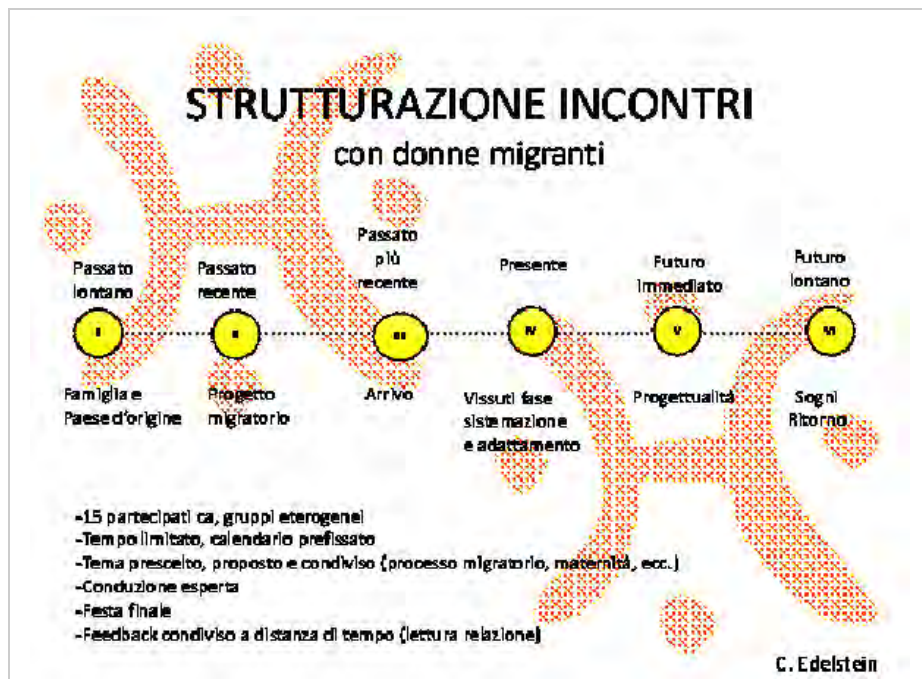 STRUTTURAZIONE INCONTRI
con donne migranti
Passato
lontano
Passato
recente
Passato
più
recente
Presente
Futuro
immediato
Futuro
lontano
I
II
III
IV
V
VI
Famiglia e
Paese d'origine
Progetto
migratorio
Arrivo
Vissuti fase
sistemazione
e adattamento
Progettualità
Sogni
Ritorno
-15 partecipati ca, gruppi eterogenei
-Tempo limitato, calendario prefissato
-Tema prescelto, proposto e condiviso (processo migratorio, maternità, ecc.)
-Conduzione esperta
-Festa finale
-Feedback condiviso a distanza di tempo (lettura relazione)
C. Edelstein